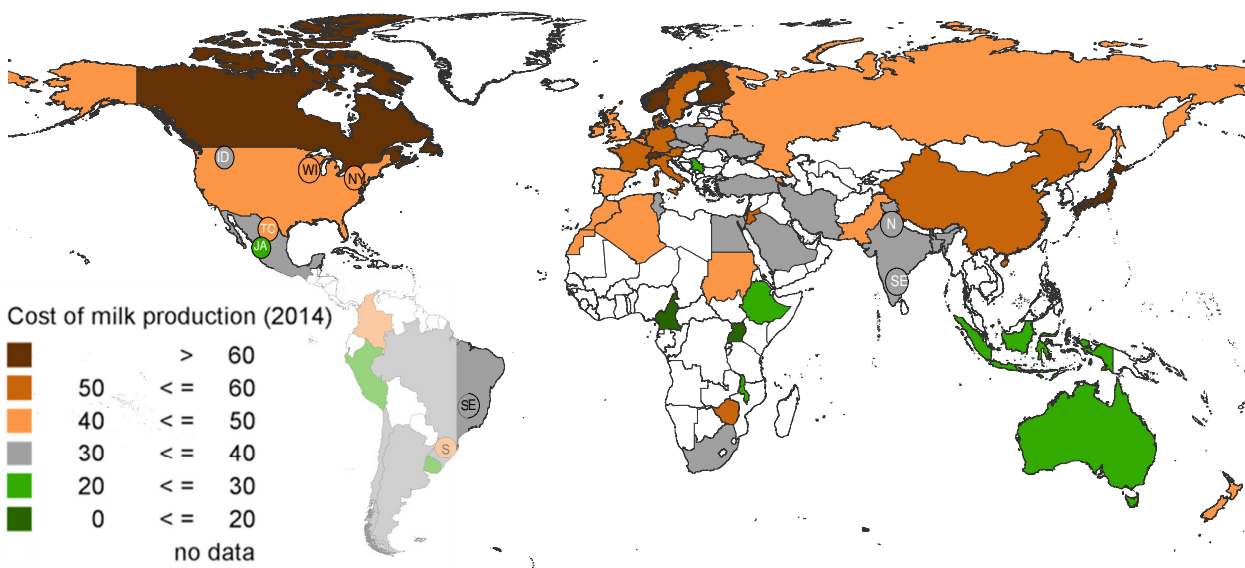 ID
WI
NY
TC
JA
N
SE
Cost of milk production (2014)
> 60
50 <= 60
40 <= 50
30 <= 40
20 <= 30
0 <= 20
no data
SE
S